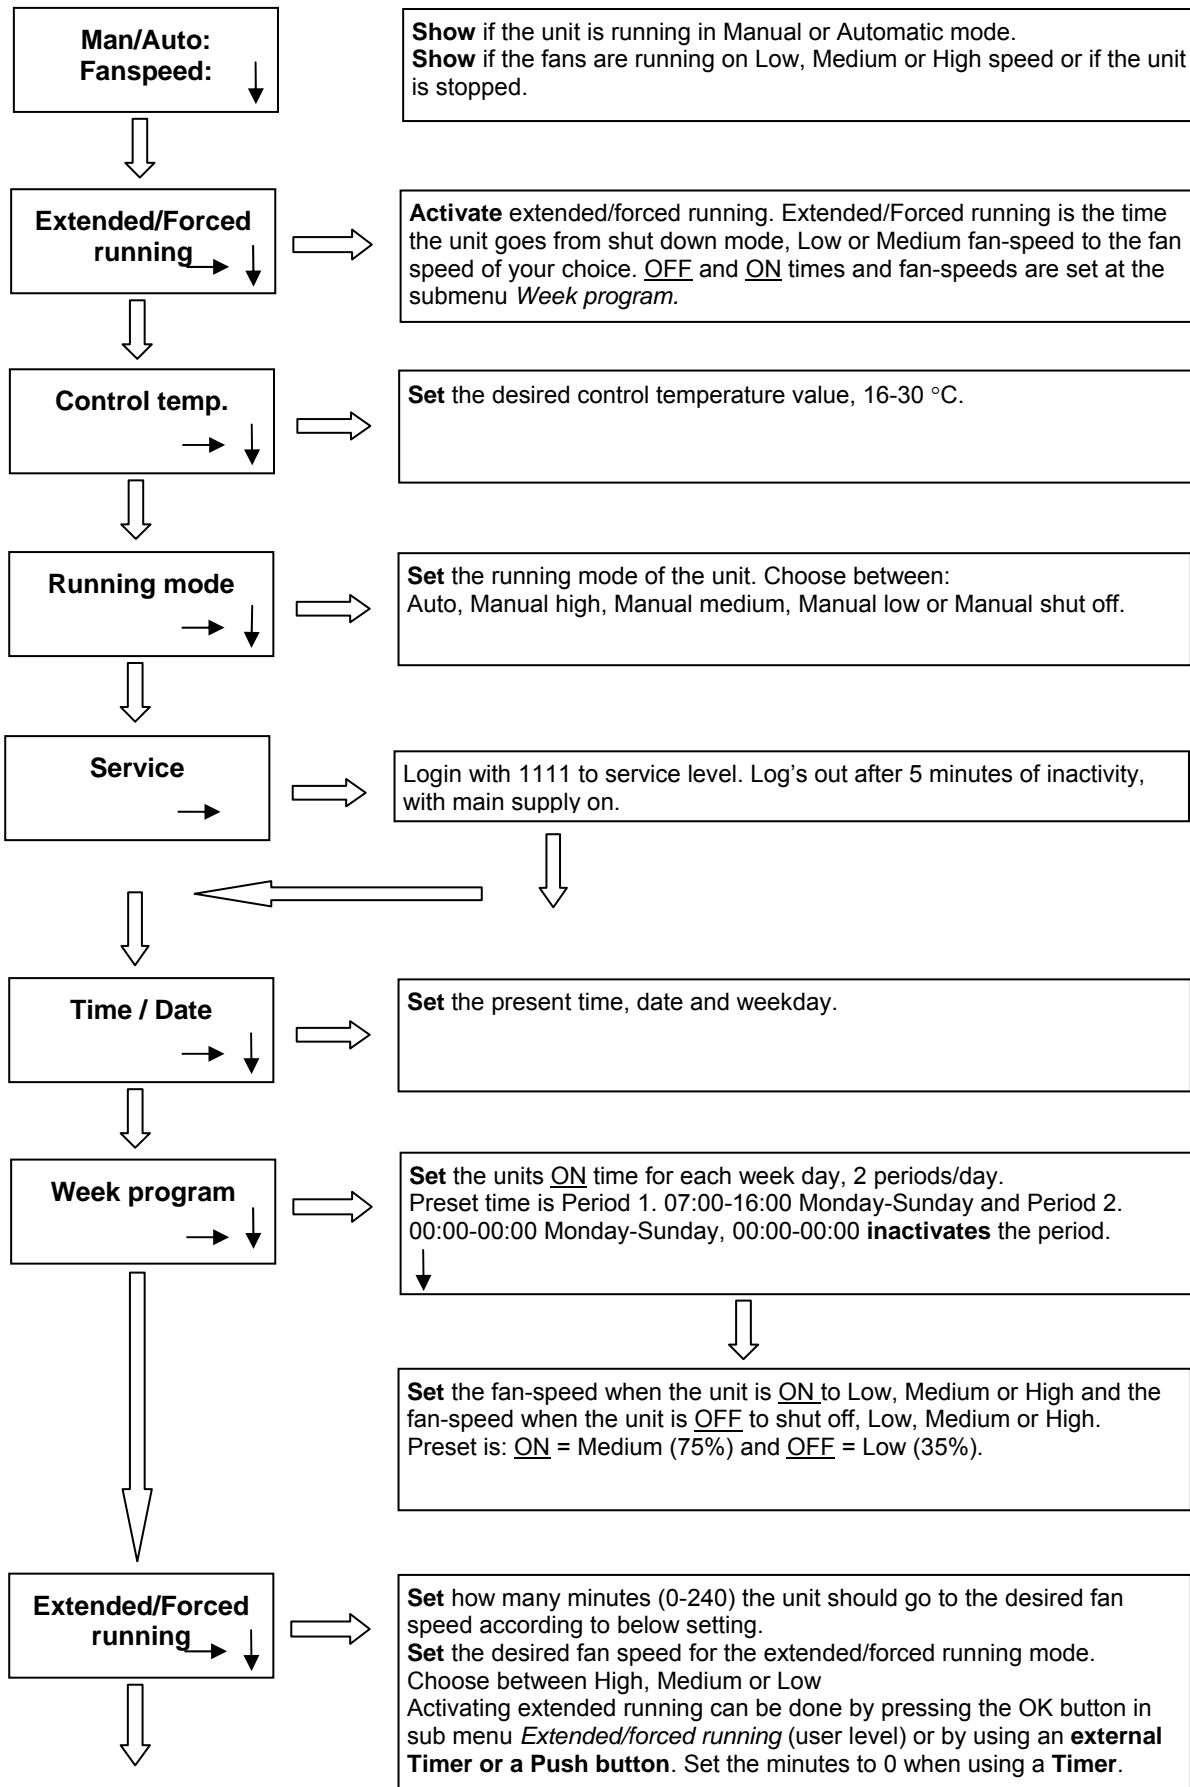 Man/Auto:
Fanspeed:
Show if the unit is running in Manual or Automatic mode.
Show if the fans are running on Low, Medium or High speed or if the unit
is stopped.
Extended/Forced
running
Activate extended/forced running. Extended/Forced running is the time
the unit goes from shut down mode, Low or Medium fan-speed to the fan
speed of your choice. OFF and ON times and fan-speeds are set at the
submenu Week program.
Control temp.
Set the desired control temperature value, 16-30 °C.
Running mode
Set the running mode of the unit. Choose between:
Auto, Manual high, Manual medium, Manual low or Manual shut off.
Service
Login with 1111 to service level. Log's out after 5 minutes of inactivity,
with main supply on.
Time / Date
Set the present time, date and weekday.
Week program
Set the units ON time for each week day, 2 periods/day.
Preset time is Period 1. 07:00-16:00 Monday-Sunday and Period 2.
00:00-00:00 Monday-Sunday, 00:00-00:00 inactivates the period.
Set the fan-speed when the unit is ON to Low, Medium or High and the
fan-speed when the unit is OFF to shut off, Low, Medium or High.
Preset is: ON = Medium (75%) and OFF = Low (35%).
Extended/Forced
running
Set how many minutes (0-240) the unit should go to the desired fan
speed according to below setting.
Set the desired fan speed for the extended/forced running mode.
Choose between High, Medium or Low
Activating extended running can be done by pressing the OK button in
sub menu Extended/forced running (user level) or by using an external
Timer or a Push button. Set the minutes to 0 when using a Timer.